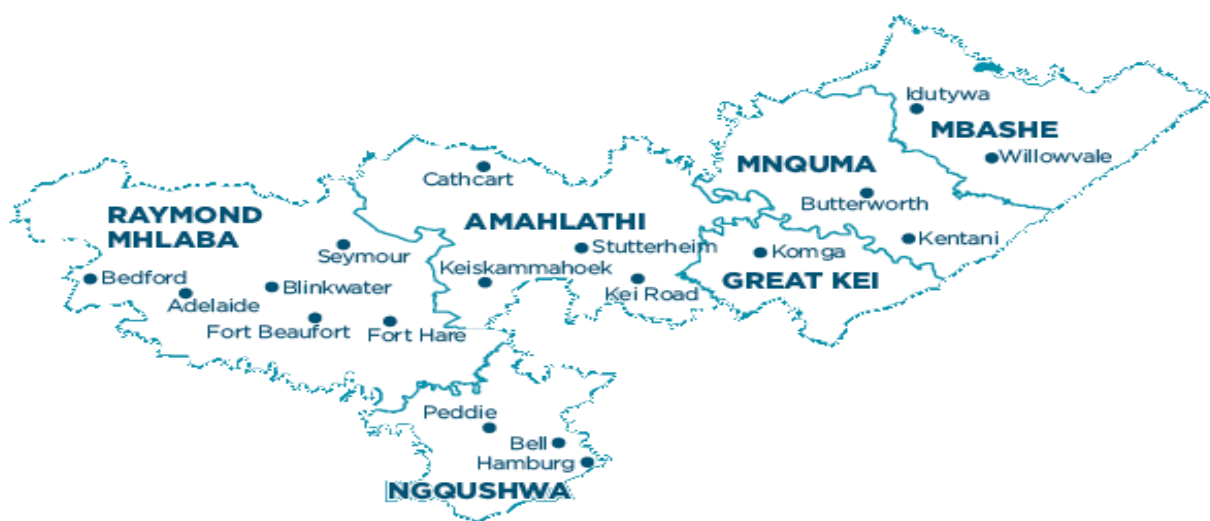 Idutywa
MBASHE
Willowvale
MNQUMA
Butterworth
Kentani
Cathcart
AMAHLATHI
Stutterheim
Keiskammahoek
Kei Road
Komga
GREAT KEI
RAYMOND
MHLABA
Seymour
Bedford
Adelaide
Blinkwater
Fort Beaufort
Fort Hare
Peddie
Bell
Hamburg
NGQUSHWA